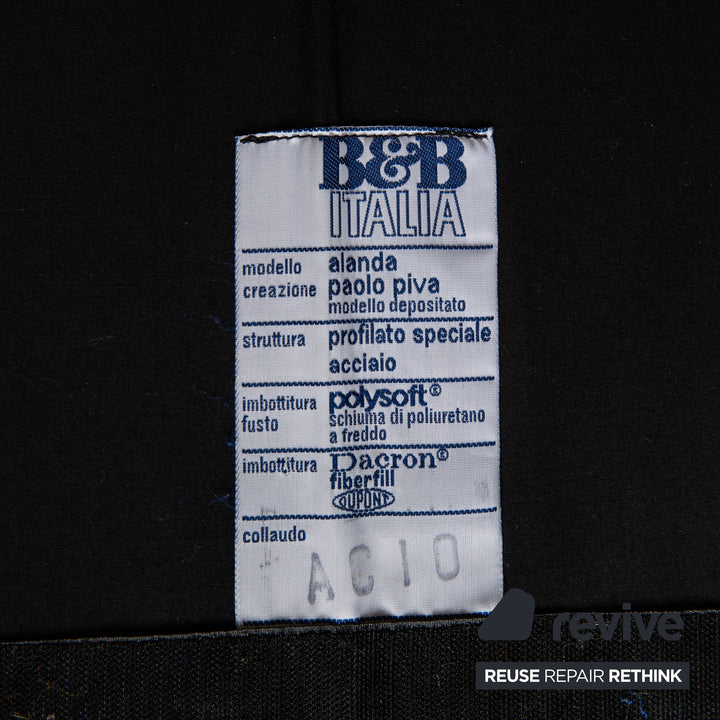 B&B
ITALIA
modello alanda
creazione paolo piva
modello depositato
struttura profilato speciale
acciaio
imbottitura polysoft®
fusto schiuma di poliuretano
a freddo
imbottitura Dacron®
fiberfill
DUPONT
collaudo
ACIO
revive
REUSE REPAIR RETHINK